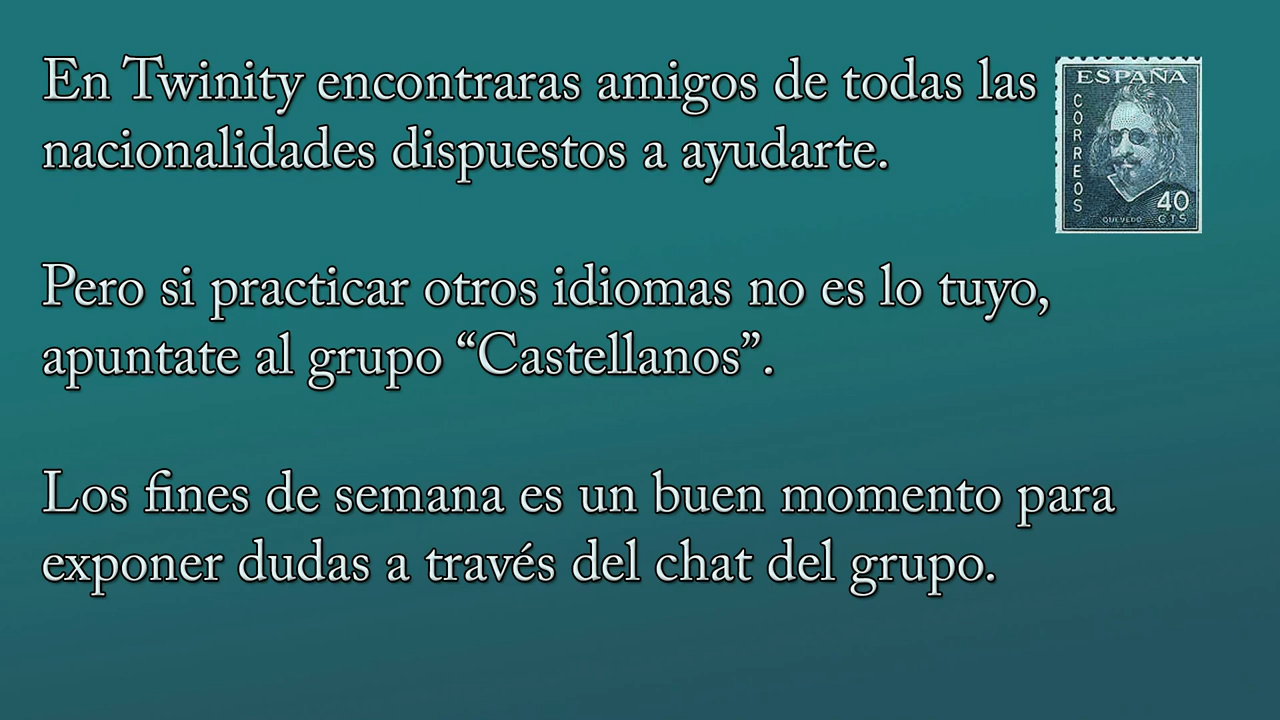 En Twinity encontraras amigos de todas las
nacionalidades dispuestos a ayudarte.
Pero si practicar otros idiomas no es lo tuyo,
apuntate al grupo “Castellanos”.
Los fines de semana es un buen momento para
exponer dudas a través del chat del grupo.
ESPAÑA
CORREOS
40
QUEVEDO CTS